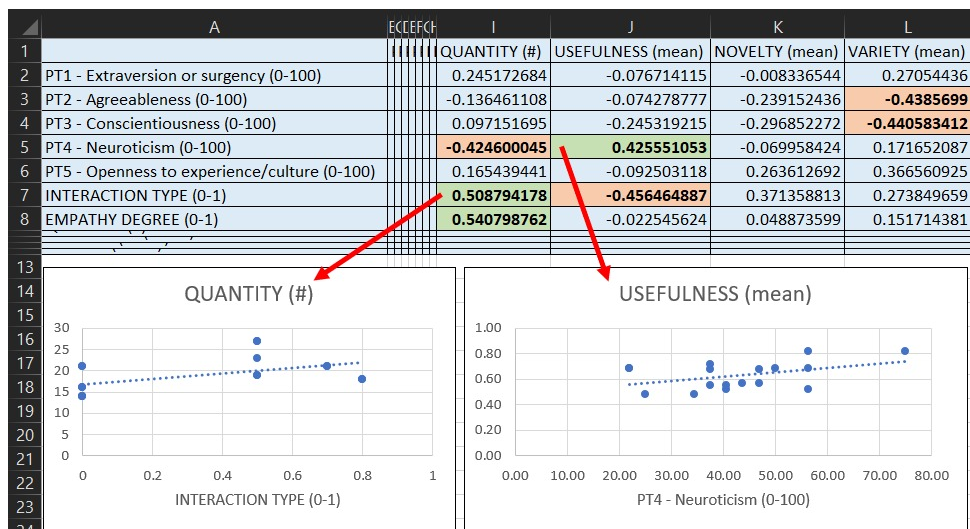 A I J K L
1 QUANTITY (#) USEFULNESS (mean) NOVELTY (mean) VARIETY (mean)
2 PT1 - Extraversion or surgency (0-100) 0.245172684 -0.076714115 -0.008336544 0.27054436
3 PT2 - Agreeableness (0-100) -0.136461108 -0.074278777 -0.239152436 -0.4385699
4 PT3 - Conscientiousness (0-100) 0.097151695 -0.245319215 -0.296852272 -0.440583412
5 PT4 - Neuroticism (0-100) -0.424600045 0.425551053 -0.069958424 0.171652087
6 PT5 - Openness to experience/culture (0-100) 0.165439441 -0.092503118 0.263612692 0.366560925
7 INTERACTION TYPE (0-1) 0.508794178 -0.456464887 0.371358813 0.273849659
8 EMPATHY DEGREE (0-1) 0.540798762 -0.022545624 0.048873599 0.151714381
13
14
15
16
17
18
19
20
21
22
23
QUANTITY (#)
30
25
20
15
10
5
0
0 0.2 0.4 0.6 0.8 1
INTERACTION TYPE (0-1)
USEFULNESS (mean)
1.00
0.80
0.60
0.40
0.20
0.00
0.00 10.00 20.00 30.00 40.00 50.00 60.00 70.00 80.00
PT4 - Neuroticism (0-100)